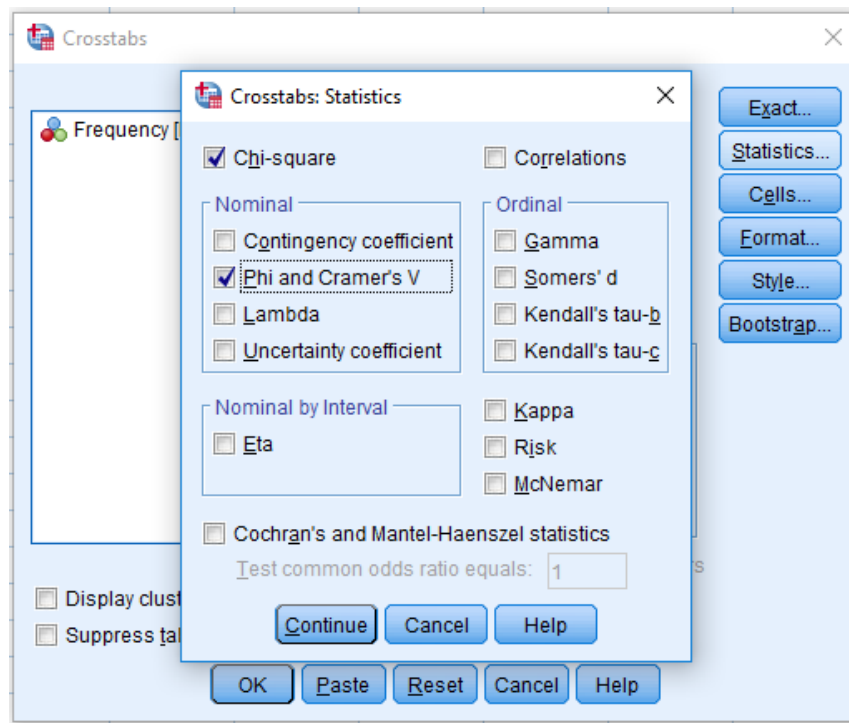 Crosstabs
Crosstabs: Statistics
Frequency [
Chi-square
Correlations
Nominal
Contingency coefficient
Phi and Cramer's V
Lambda
Uncertainty coefficient
Ordinal
Gamma
Somers' d
Kendall's tau-b
Kendall's tau-c
Nominal by Interval
Eta
Kappa
Risk
McNemar
Cochran's and Mantel-Haenszel statistics
Test common odds ratio equals: 1
Continue Cancel Help
Exact...
Statistics...
Cells...
Format...
Style...
Bootstrap...
Display clust
Suppress tal
OK Paste Reset Cancel Help